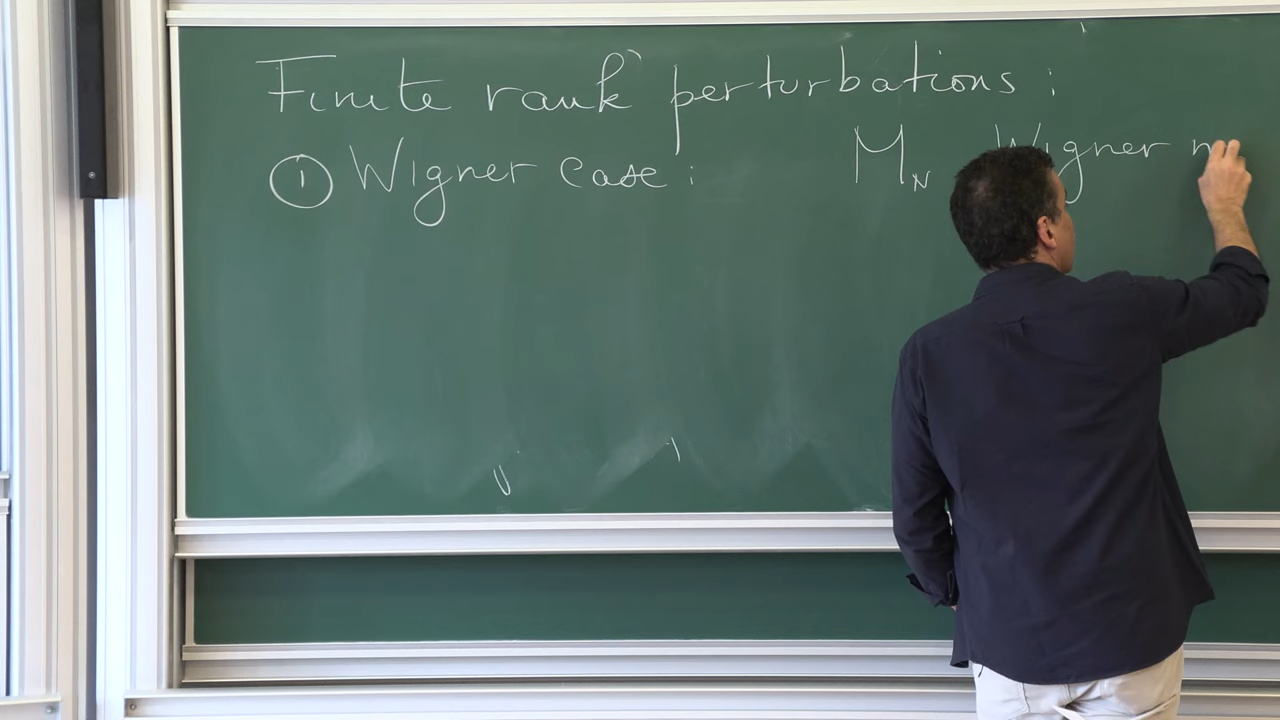 Finite rank perturbations :
① Wigner case : M_N Wigner